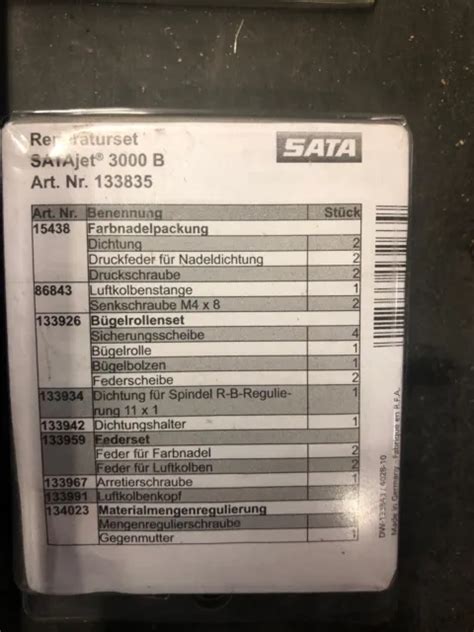 Reparaturset
SATAjet® 3000 B
Art. Nr. 133835
SATA
Art. Nr. Benennung Stück
15438 Farbnadelpackung
Dichtung 2
Druckfeder für Nadeldichtung 2
Druckschraube 2
86843 Luftkolbenstange 1
Senkschraube M4 x 8 2
133926 Bügelrollenset
Sicherungsscheibe 4
Bügelrolle 1
Bügelbolzen 1
Federscheibe 2
133934 Dichtung für Spindel R-B-Regulie- 1
rung 11 x 1
133942 Dichtungshalter 1
133959 Federset
Feder für Farbnadel 2
Feder für Luftkolben 2
133967 Arretierschraube 1
133991 Luftkolbenkopf 1
134023 Materialmengenregulierung
Mengenregulierschraube 1
Gegenmutter 1
Made in Germany . Fabrique en R.F.A.